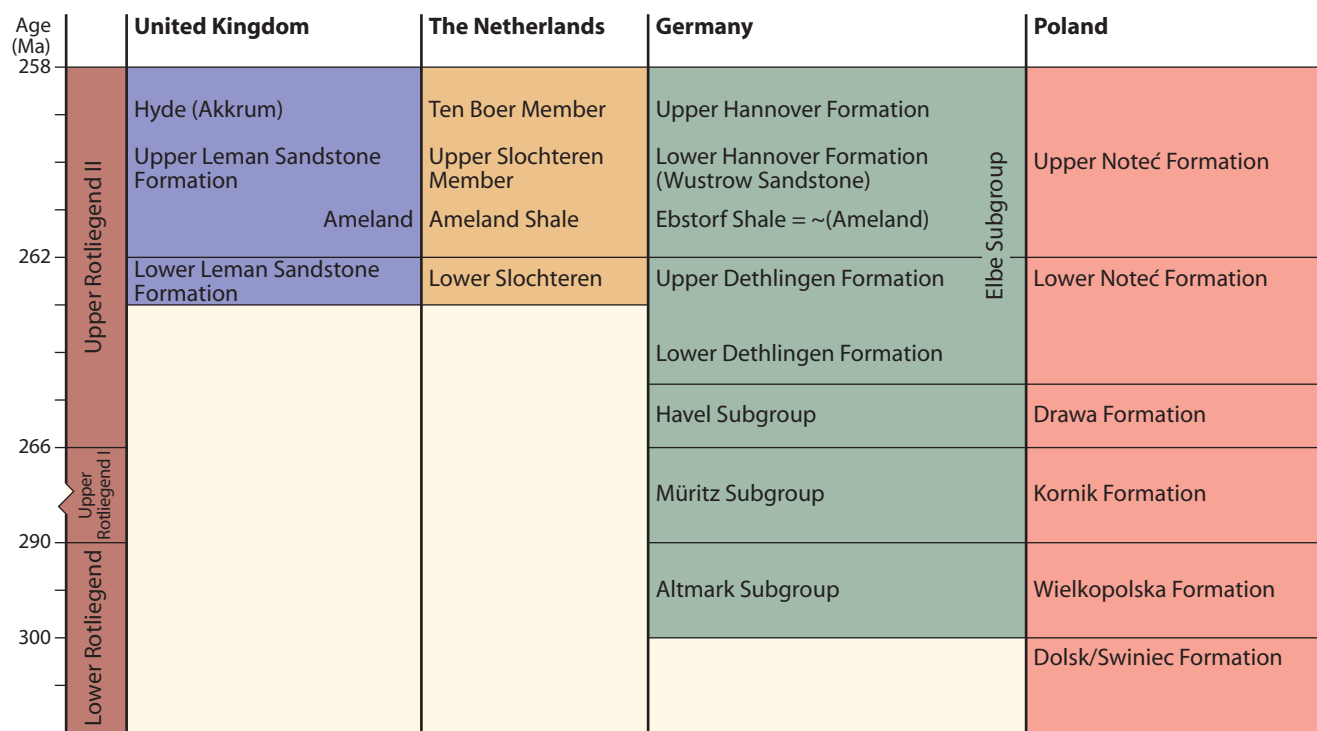 Age
(Ma)
United Kingdom
The Netherlands
Germany
Poland
258
262
266
290
300
Upper Rotliegend II
Upper
Rotliegend I
Lower Rotliegend
Hyde (Akkrum)
Upper Leman Sandstone
Formation
Ameland
Lower Leman Sandstone
Formation
Ten Boer Member
Upper Slochteren
Member
Ameland Shale
Lower Slochteren
Upper Hannover Formation
Lower Hannover Formation
(Wustrow Sandstone)
Ebstorf Shale = ~(Ameland)
Upper Dethlingen Formation
Lower Dethlingen Formation
Elbe Subgroup
Havel Subgroup
Müritz Subgroup
Altmark Subgroup
Upper Noteć Formation
Lower Noteć Formation
Drawa Formation
Kornik Formation
Wielkopolska Formation
Dolsk/Swiniec Formation